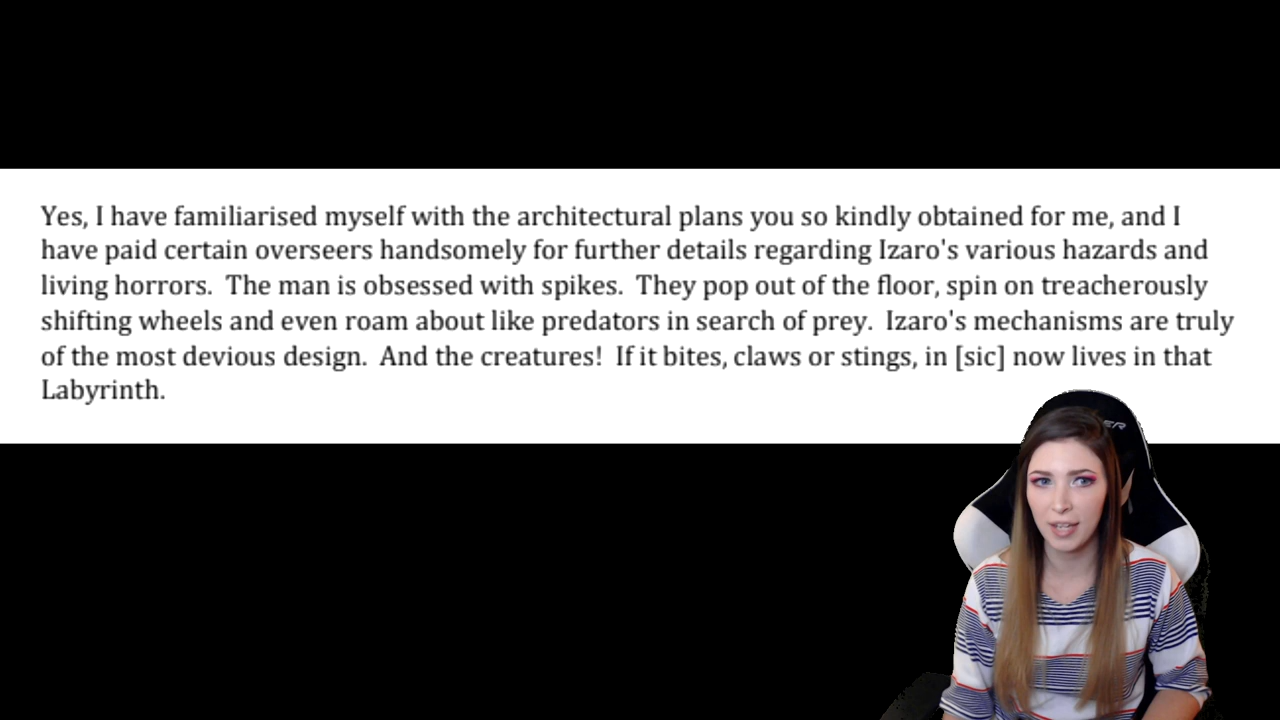 Yes, I have familiarised myself with the architectural plans you so kindly obtained for me, and I
have paid certain overseers handsomely for further details regarding Izaro's various hazards and
living horrors.  The man is obsessed with spikes.  They pop out of the floor, spin on treacherously
shifting wheels and even roam about like predators in search of prey.  Izaro's mechanisms are truly
of the most devious design.  And the creatures!  If it bites, claws or stings, in [sic] now lives in that
Labyrinth.
ER